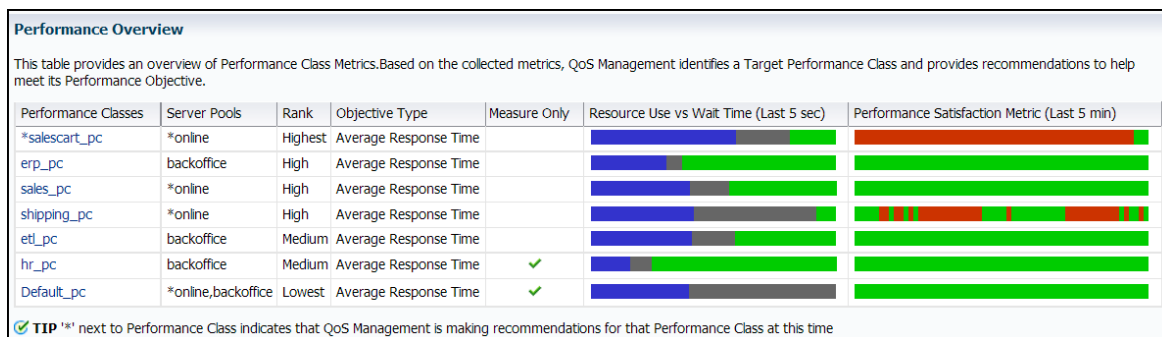 Performance Overview
This table provides an overview of Performance Class Metrics.Based on the collected metrics, QoS Management identifies a Target Performance Class and provides recommendations to help
meet its Performance Objective.
Performance Classes Server Pools Rank Objective Type Measure Only Resource Use vs Wait Time (Last 5 sec) Performance Satisfaction Metric (Last 5 min)
*salescart_pc *online Highest Average Response Time
erp_pc backoffice High Average Response Time
sales_pc *online High Average Response Time
shipping_pc *online High Average Response Time
etl_pc backoffice Medium Average Response Time
hr_pc backoffice Medium Average Response Time
Default_pc *online,backoffice Lowest Average Response Time
TIP '*' next to Performance Class indicates that QoS Management is making recommendations for that Performance Class at this time